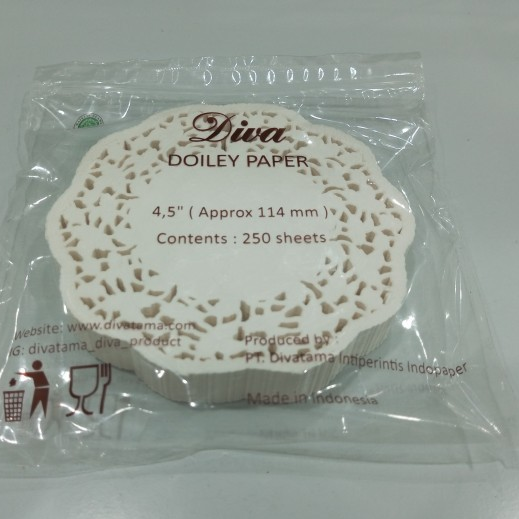 Diva
DOILEY PAPER
4,5" ( Approx 114 mm )
Contents : 250 sheets
Website: www.divatama.com
IG: divatama_diva_product
Produced by :
PT. Divatama Intiperintis Indopaper
Made in Indonesia